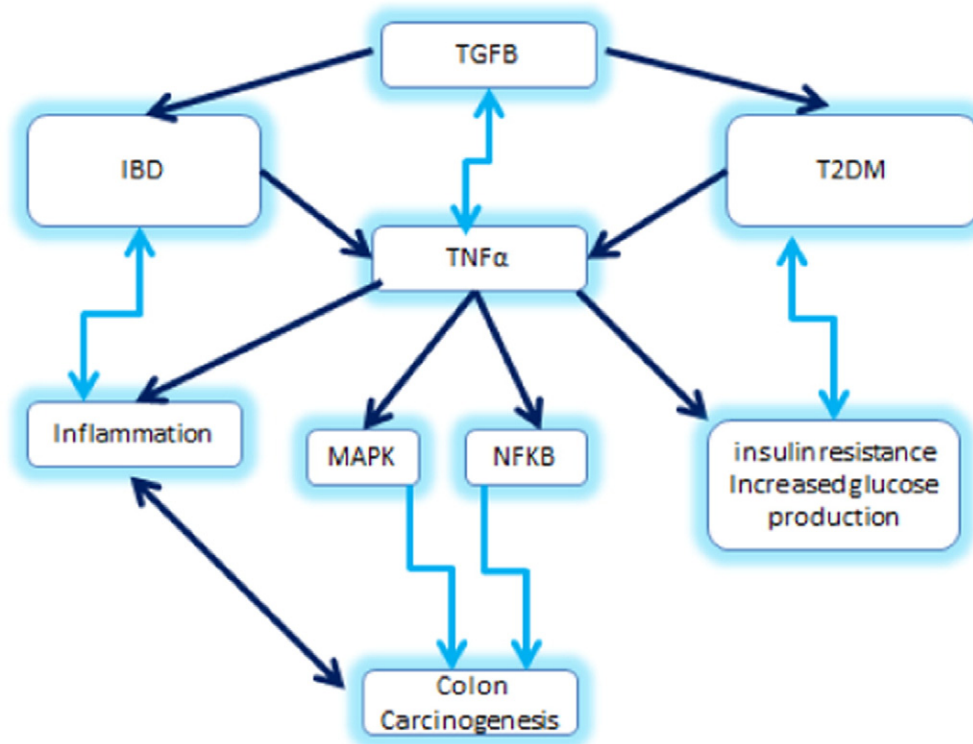 TGFB
IBD
T2DM
TNFα
Inflammation
MAPK
NFKB
insulin resistance
Increased glucose
production
Colon
Carcinogenesis